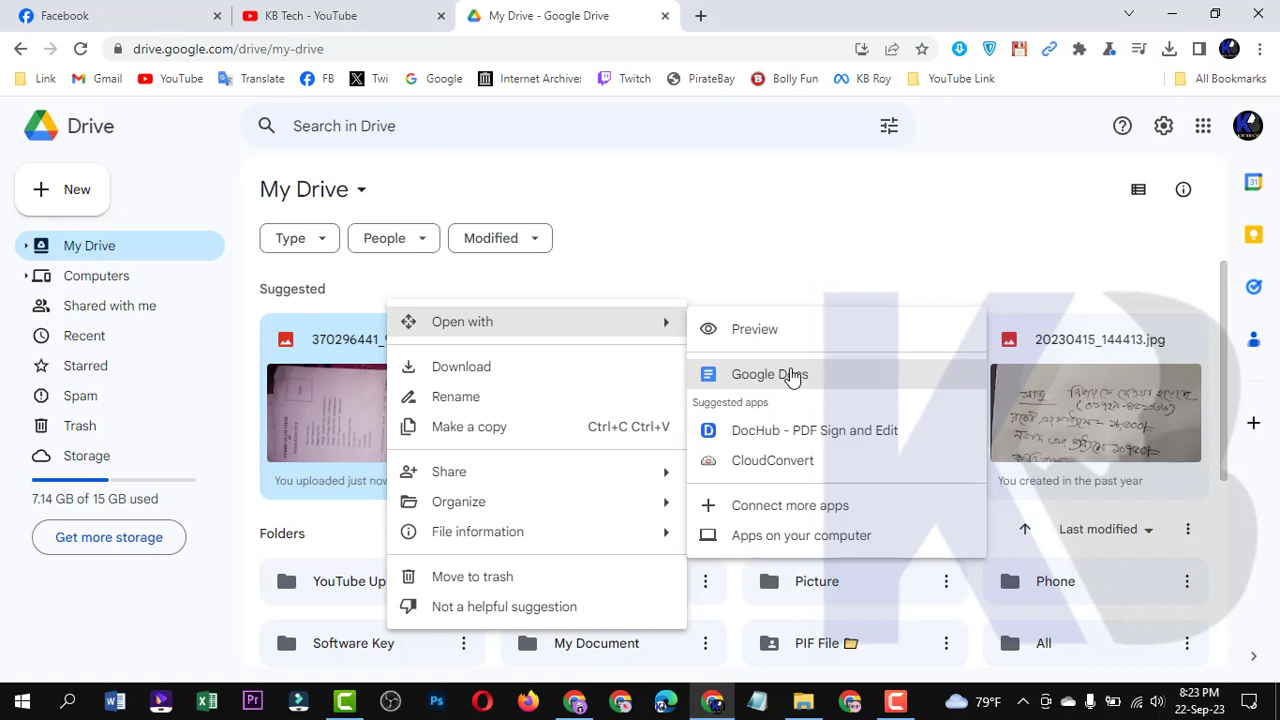 Facebook
KB Tech - YouTube
My Drive - Google Drive
drive.google.com/drive/my-drive
Link
Gmail
YouTube
Translate
FB
Twi
Google
Internet Archive:
Twitch
PirateBay
Bolly Fun
KB Roy
YouTube Link
All Bookmarks
Drive
Search in Drive
New
My Drive
Type
People
Modified
My Drive
Computers
Shared with me
Recent
Starred
Spam
Trash
Storage
7.14 GB of 15 GB used
Get more storage
Suggested
370296441_
20230415_144413.jpg
You uploaded just now
You created in the past year
Open with
Download
Rename
Make a copy Ctrl+C Ctrl+V
Share
Organize
File information
Move to trash
Not a helpful suggestion
Preview
Google Docs
Suggested apps
DocHub - PDF Sign and Edit
CloudConvert
Connect more apps
Apps on your computer
Folders
Last modified
YouTube Up
Picture
Phone
Software Key
My Document
PIF File
All
KB
79°F
8:23 PM
22-Sep-23